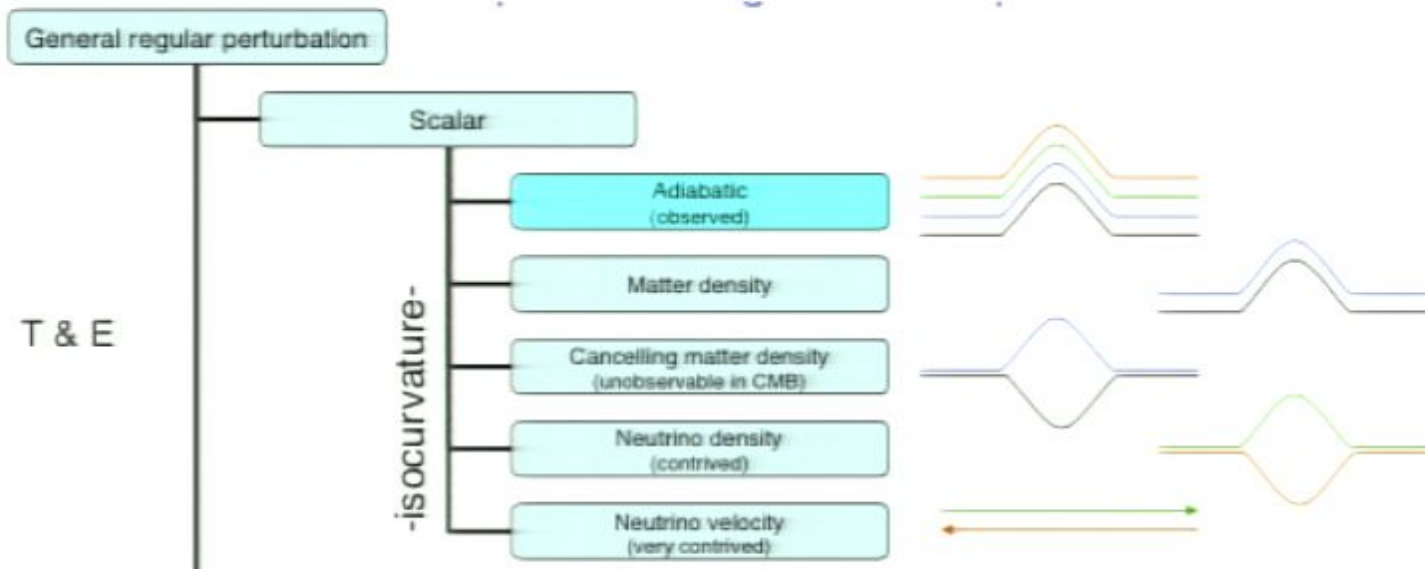 General regular perturbation
Scalar
Adiabatic
(observed)
Matter density
T & E
-isocurvature-
Cancelling matter density
(unobservable in CMB)
Neutrino density
(contrived)
Neutrino velocity
(very contrived)